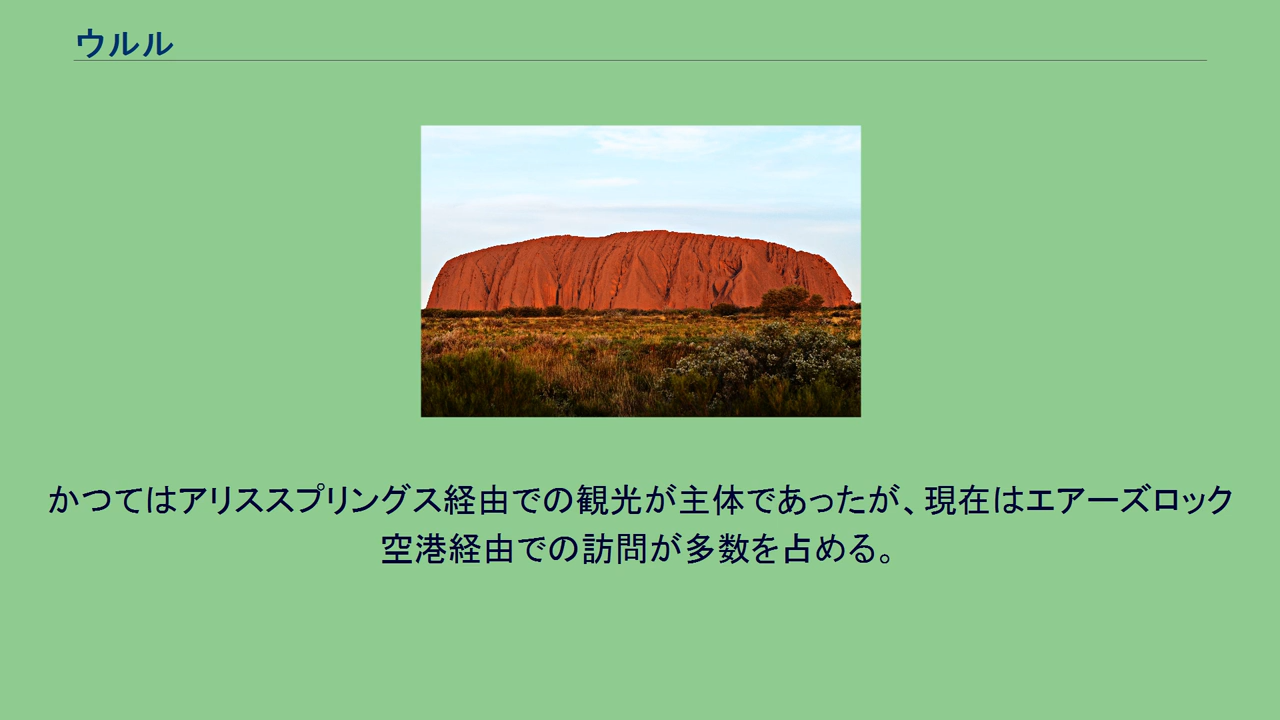 ウルル
かつてはアリススプリングス経由での観光が主体であったが、現在はエアーズロック
空港経由での訪問が多数を占める。